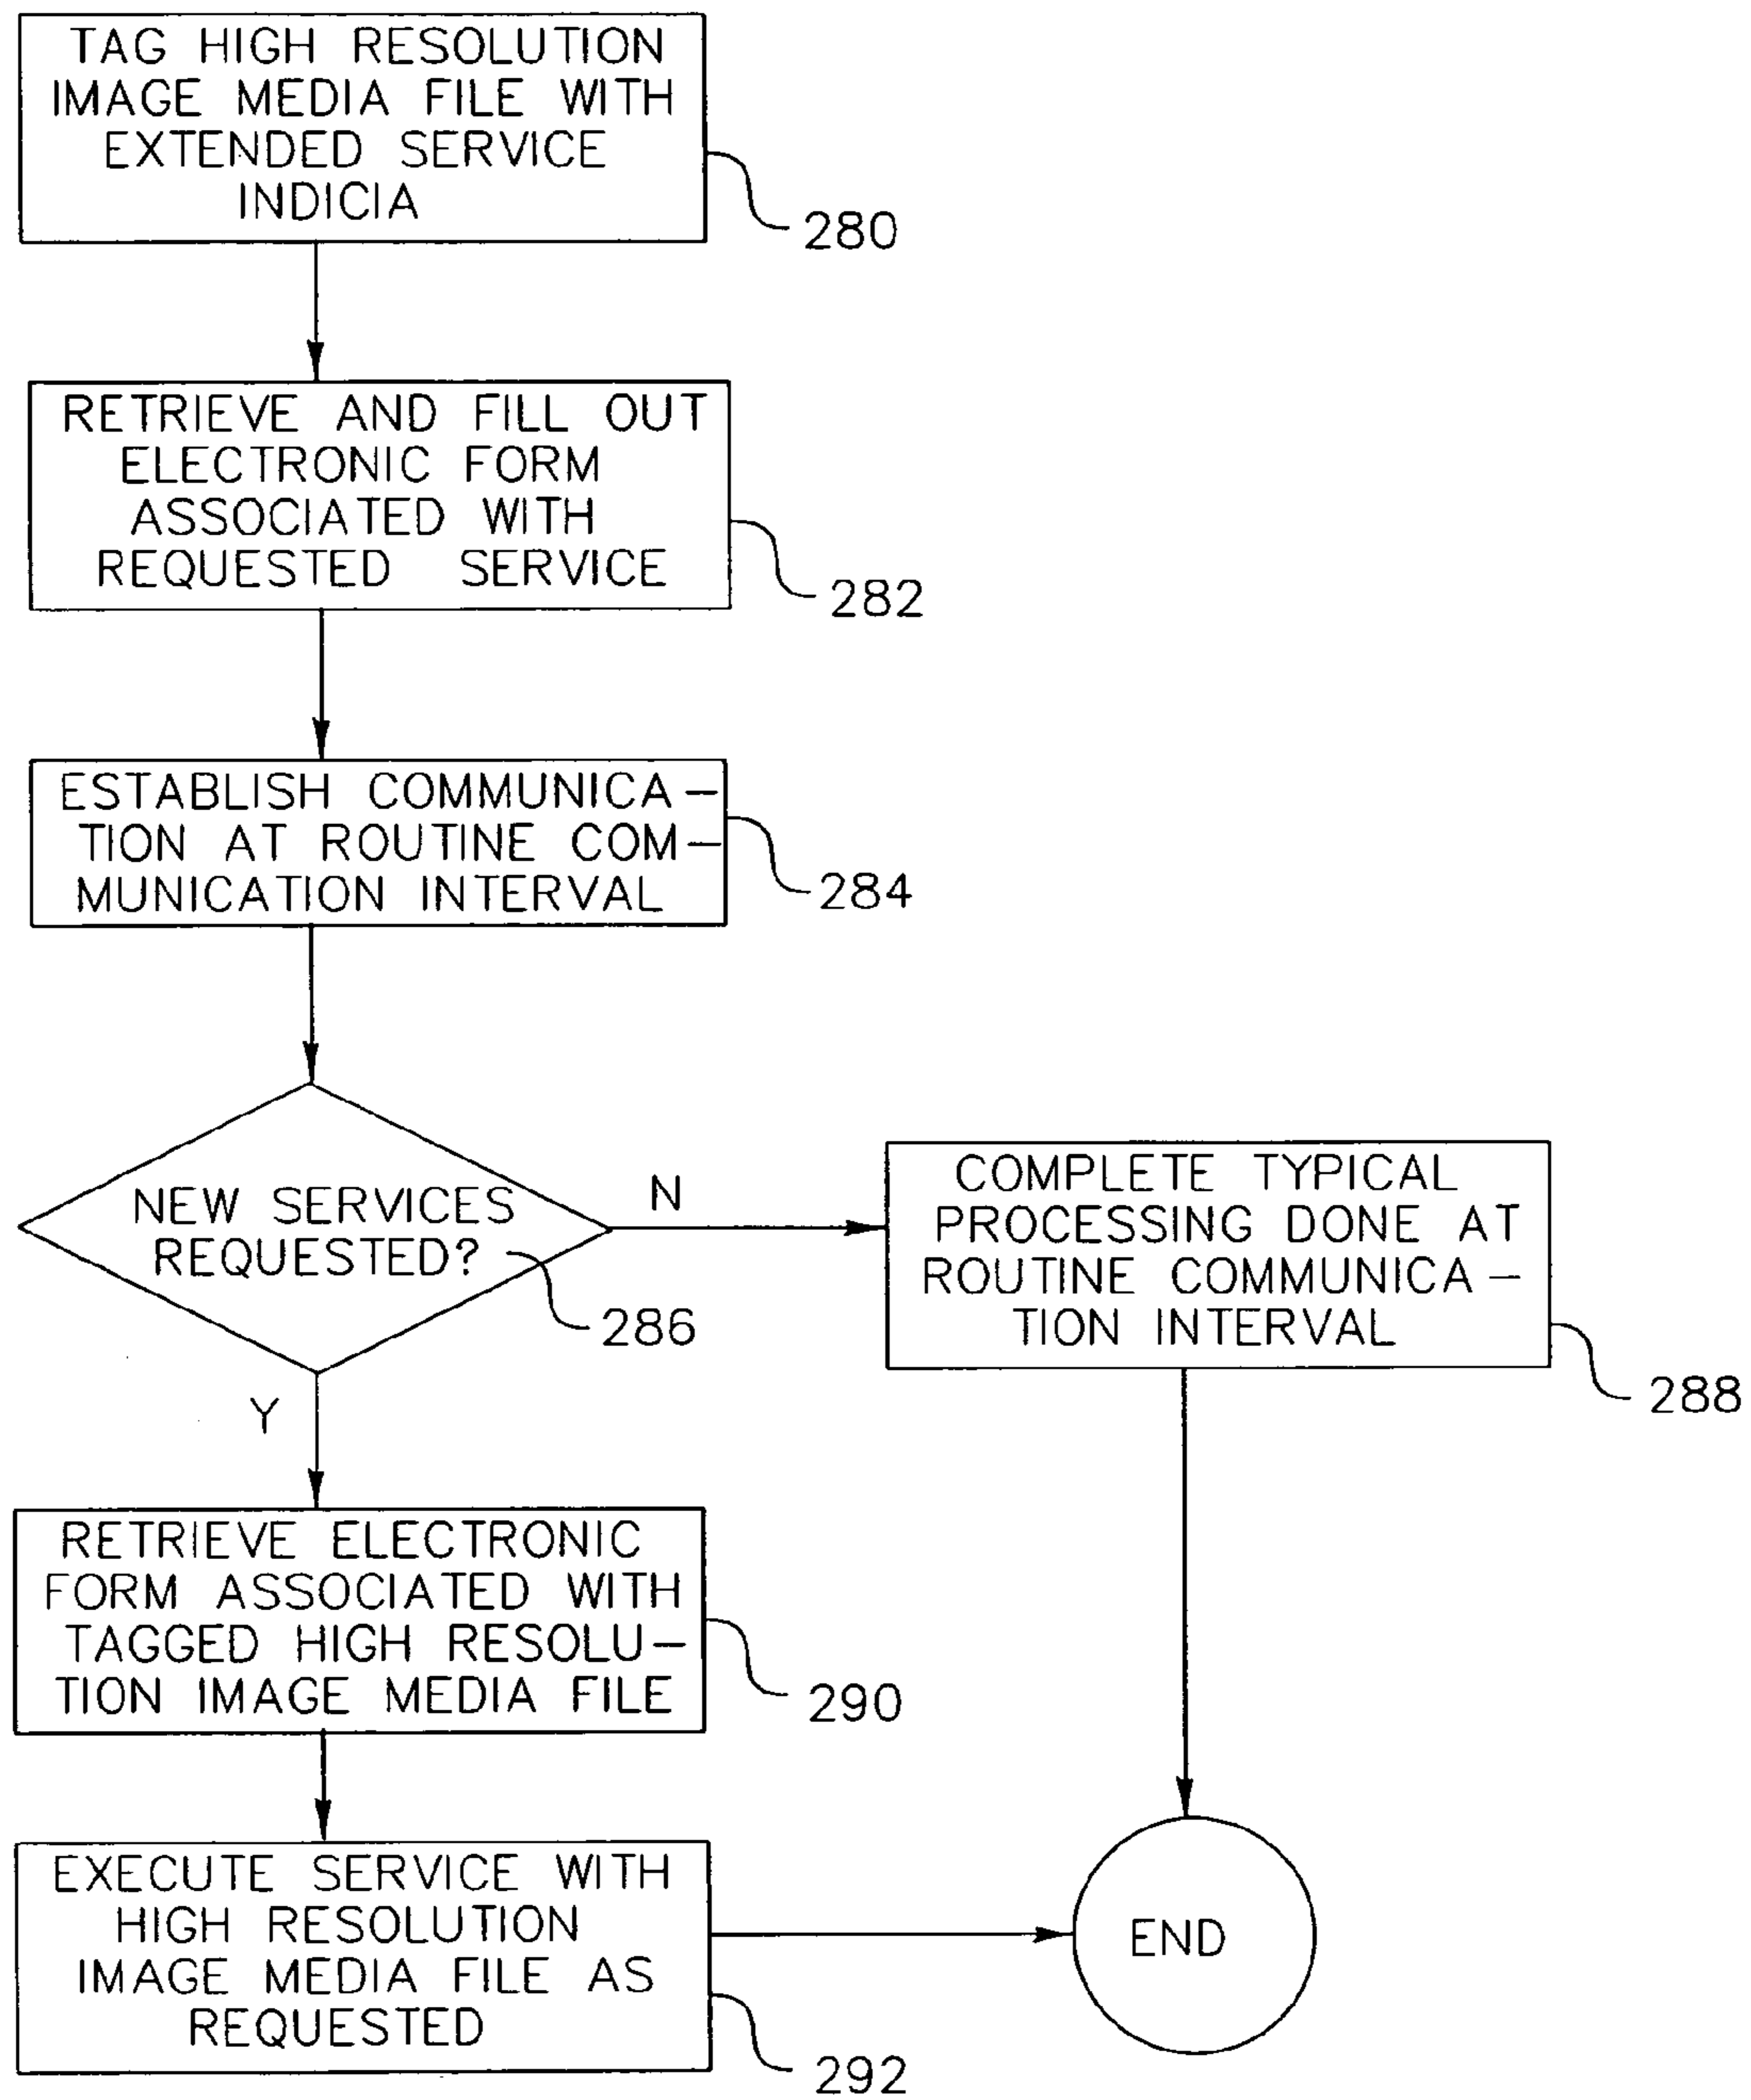 TAG HIGH RESOLUTION
IMAGE MEDIA FILE WITH
EXTENDED SERVICE
INDICIA
280
RETRIEVE AND FILL OUT
ELECTRONIC FORM
ASSOCIATED WITH
REQUESTED SERVICE
282
ESTABLISH COMMUNICA-
TION AT ROUTINE COM-
MUNICATION INTERVAL
284
NEW SERVICES
REQUESTED?
286
N
COMPLETE TYPICAL
PROCESSING DONE AT
ROUTINE COMMUNICA-
TION INTERVAL
288
Y
RETRIEVE ELECTRONIC
FORM ASSOCIATED WITH
TAGGED HIGH RESOLU-
TION IMAGE MEDIA FILE
290
EXECUTE SERVICE WITH
HIGH RESOLUTION
IMAGE MEDIA FILE AS
REQUESTED
292
END